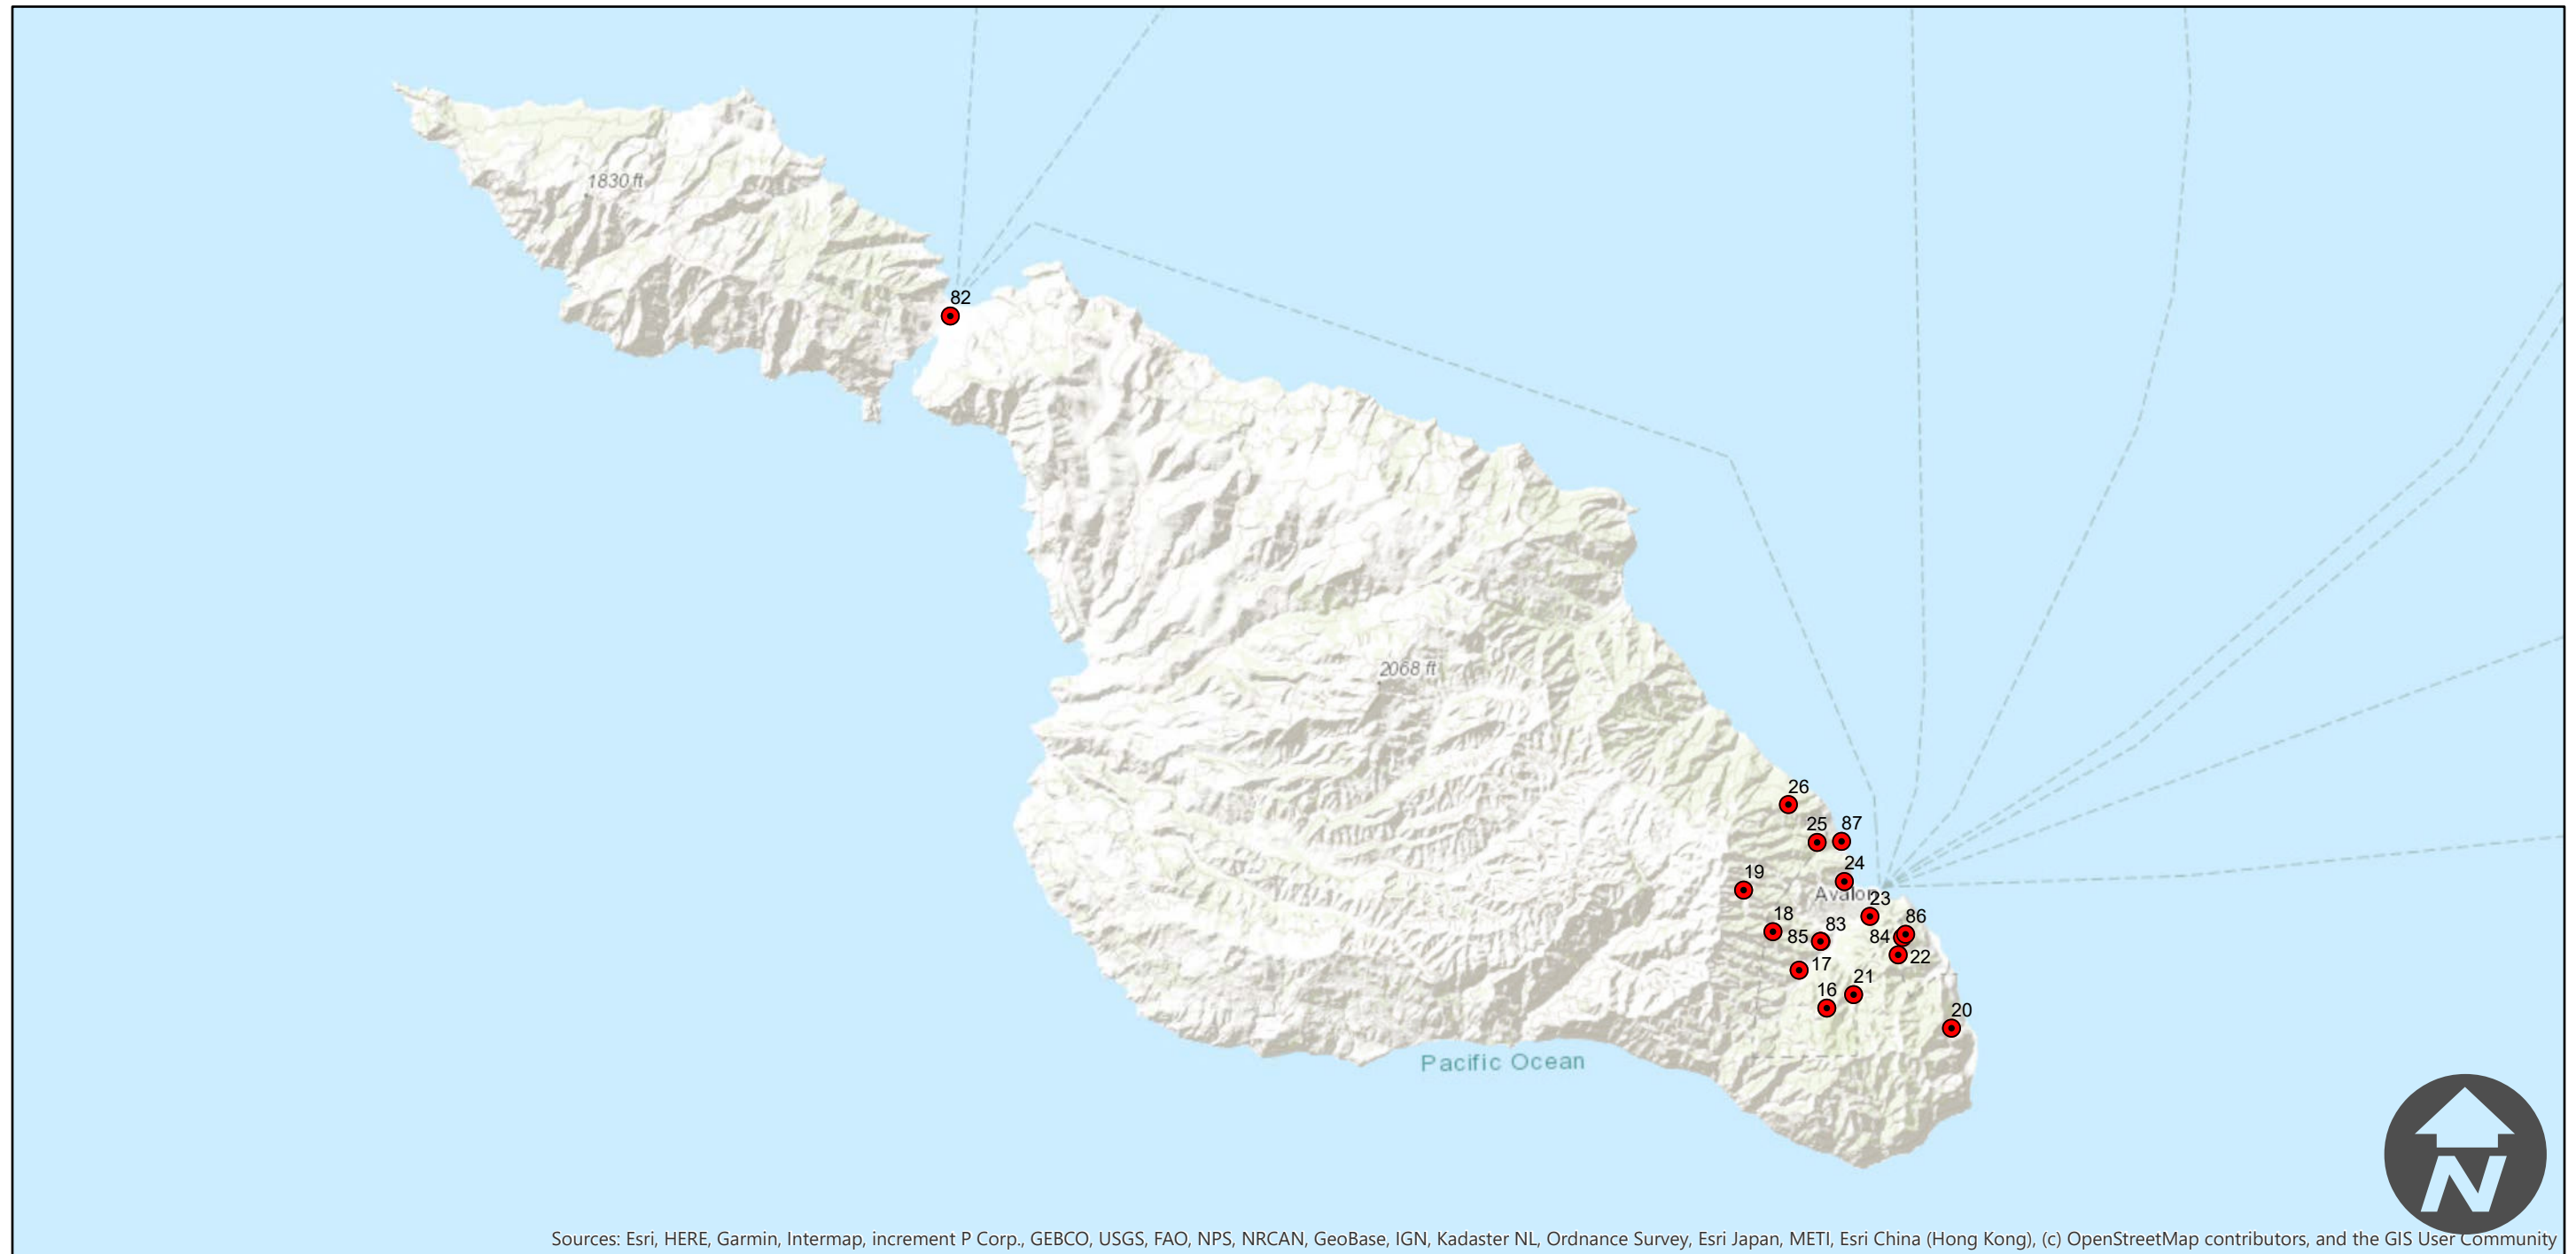 1830 ft
82
2068 ft
26
25
87
24
19
Avalon
23
18
83
86
85
84
17
22
21
16
20
Pacific Ocean
N
Sources: Esri, HERE, Garmin, Intermap, increment P Corp., GEBCO, USGS, FAO, NPS, NRCAN, GeoBase, IGN, Kadaster NL, Ordnance Survey, Esri Japan, METI, Esri China (Hong Kong), (c) OpenStreetMap contributors, and the GIS User Community